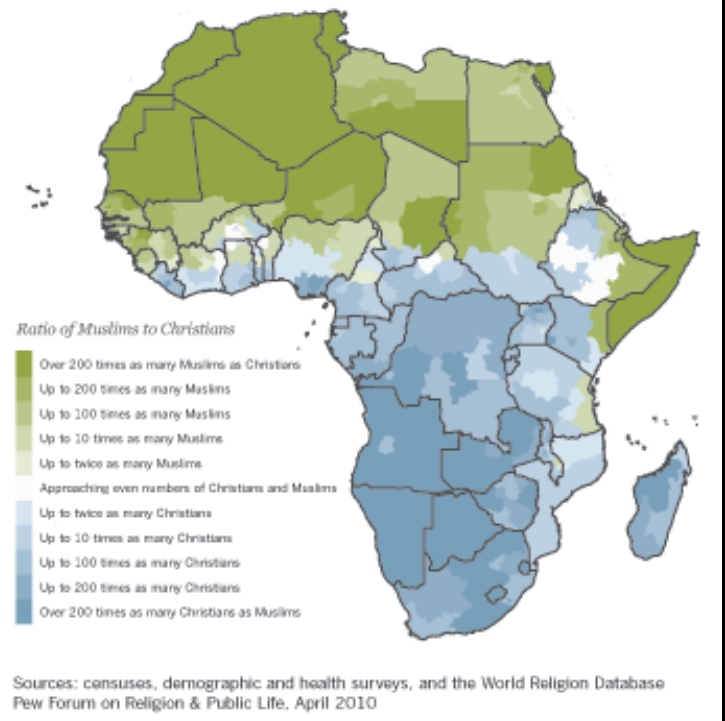 Ratio of Muslims to Christians
Over 200 times as many Muslims as Christians
Up to 200 times as many Muslims
Up to 100 times as many Muslims
Up to 10 times as many Muslims
Up to twice as many Muslims
Approaching even numbers of Christians and Muslims
Up to twice as many Christians
Up to 10 times as many Christians
Up to 100 times as many Christians
Up to 200 times as many Christians
Over 200 times as many Christians as Muslims
Sources: censuses, demographic and health surveys, and the World Religion Database
Pew Forum on Religion & Public Life, April 2010